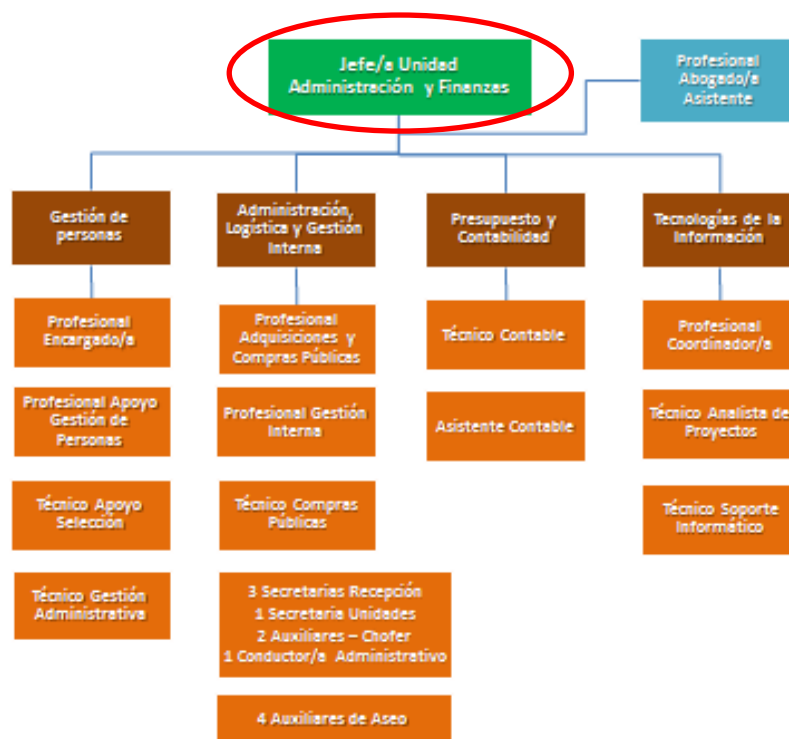 Jefe/a Unidad
Administración y Finanzas
Profesional
Abogado/a
Asistente
Gestión de
personas
Administración,
Logística y Gestión
Interna
Presupuesto y
Contabilidad
Tecnologías de la
Información
Profesional
Encargado/a
Profesional
Adquisiciones y
Compras Públicas
Técnico Contable
Profesional
Coordinador/a
Profesional Apoyo
Gestión de
Personas
Profesional Gestión
Interna
Asistente Contable
Técnico Analista de
Proyectos
Técnico Apoyo
Selección
Técnico Compras
Públicas
Técnico Soporte
Informático
Técnico Gestión
Administrativa
3 Secretarias Recepción
1 Secretaria Unidades
2 Auxiliares – Chofer
1 Conductor/a Administrativo
4 Auxiliares de Aseo